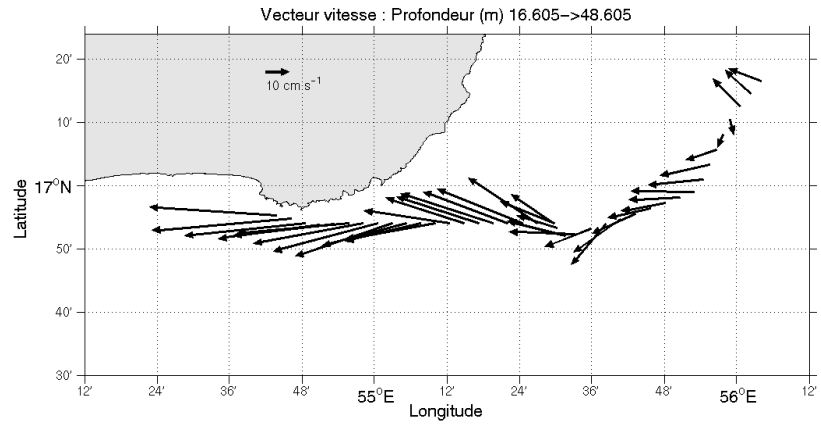 Vecteur vitesse : Profondeur (m) 16.605−>48.605
20'
10 cm.s⁻¹
10'
17°N
50'
40'
30'
Latitude
12' 24' 36' 48' 55°E 12' 24' 36' 48' 56°E 12'
Longitude